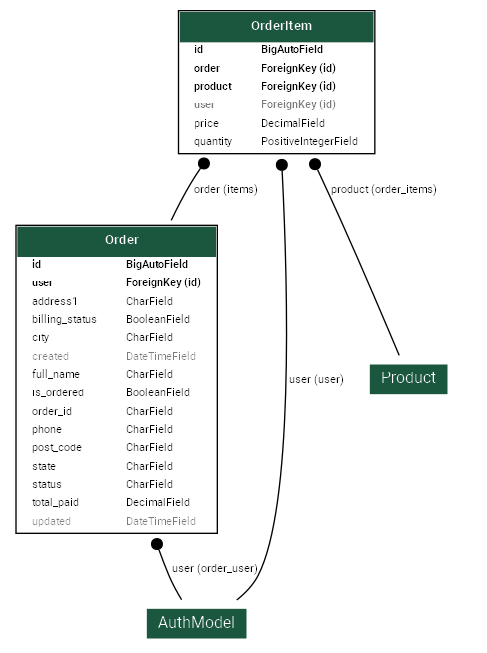 OrderItem
id BigAutoField
order ForeignKey (id)
product ForeignKey (id)
user ForeignKey (id)
price DecimalField
quantity PositiveIntegerField
order (items)
product (order_items)
Order
id BigAutoField
user ForeignKey (id)
address1 CharField
billing_status BooleanField
city CharField
created DateTimeField
full_name CharField
is_ordered BooleanField
order_id CharField
phone CharField
post_code CharField
state CharField
status CharField
total_paid DecimalField
updated DateTimeField
Product
user (user)
user (order_user)
AuthModel